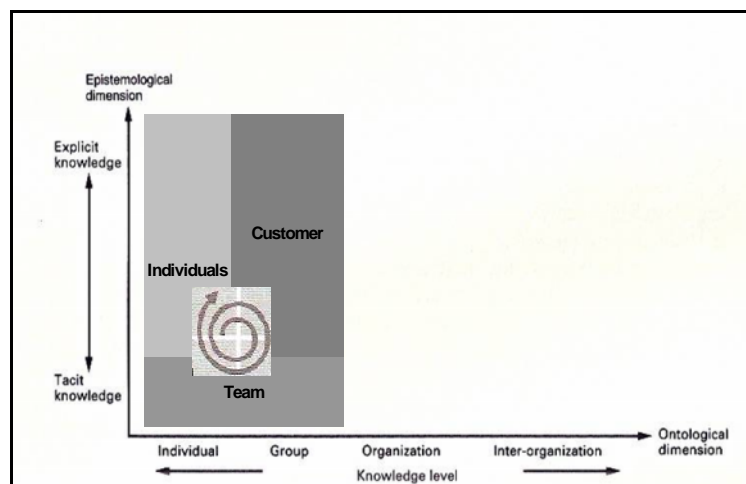 Epistemological
dimension
Explicit
knowledge
Customer
Individuals
Tacit
knowledge
Team
Individual Group Organization Inter-organization
Ontological
dimension
Knowledge level